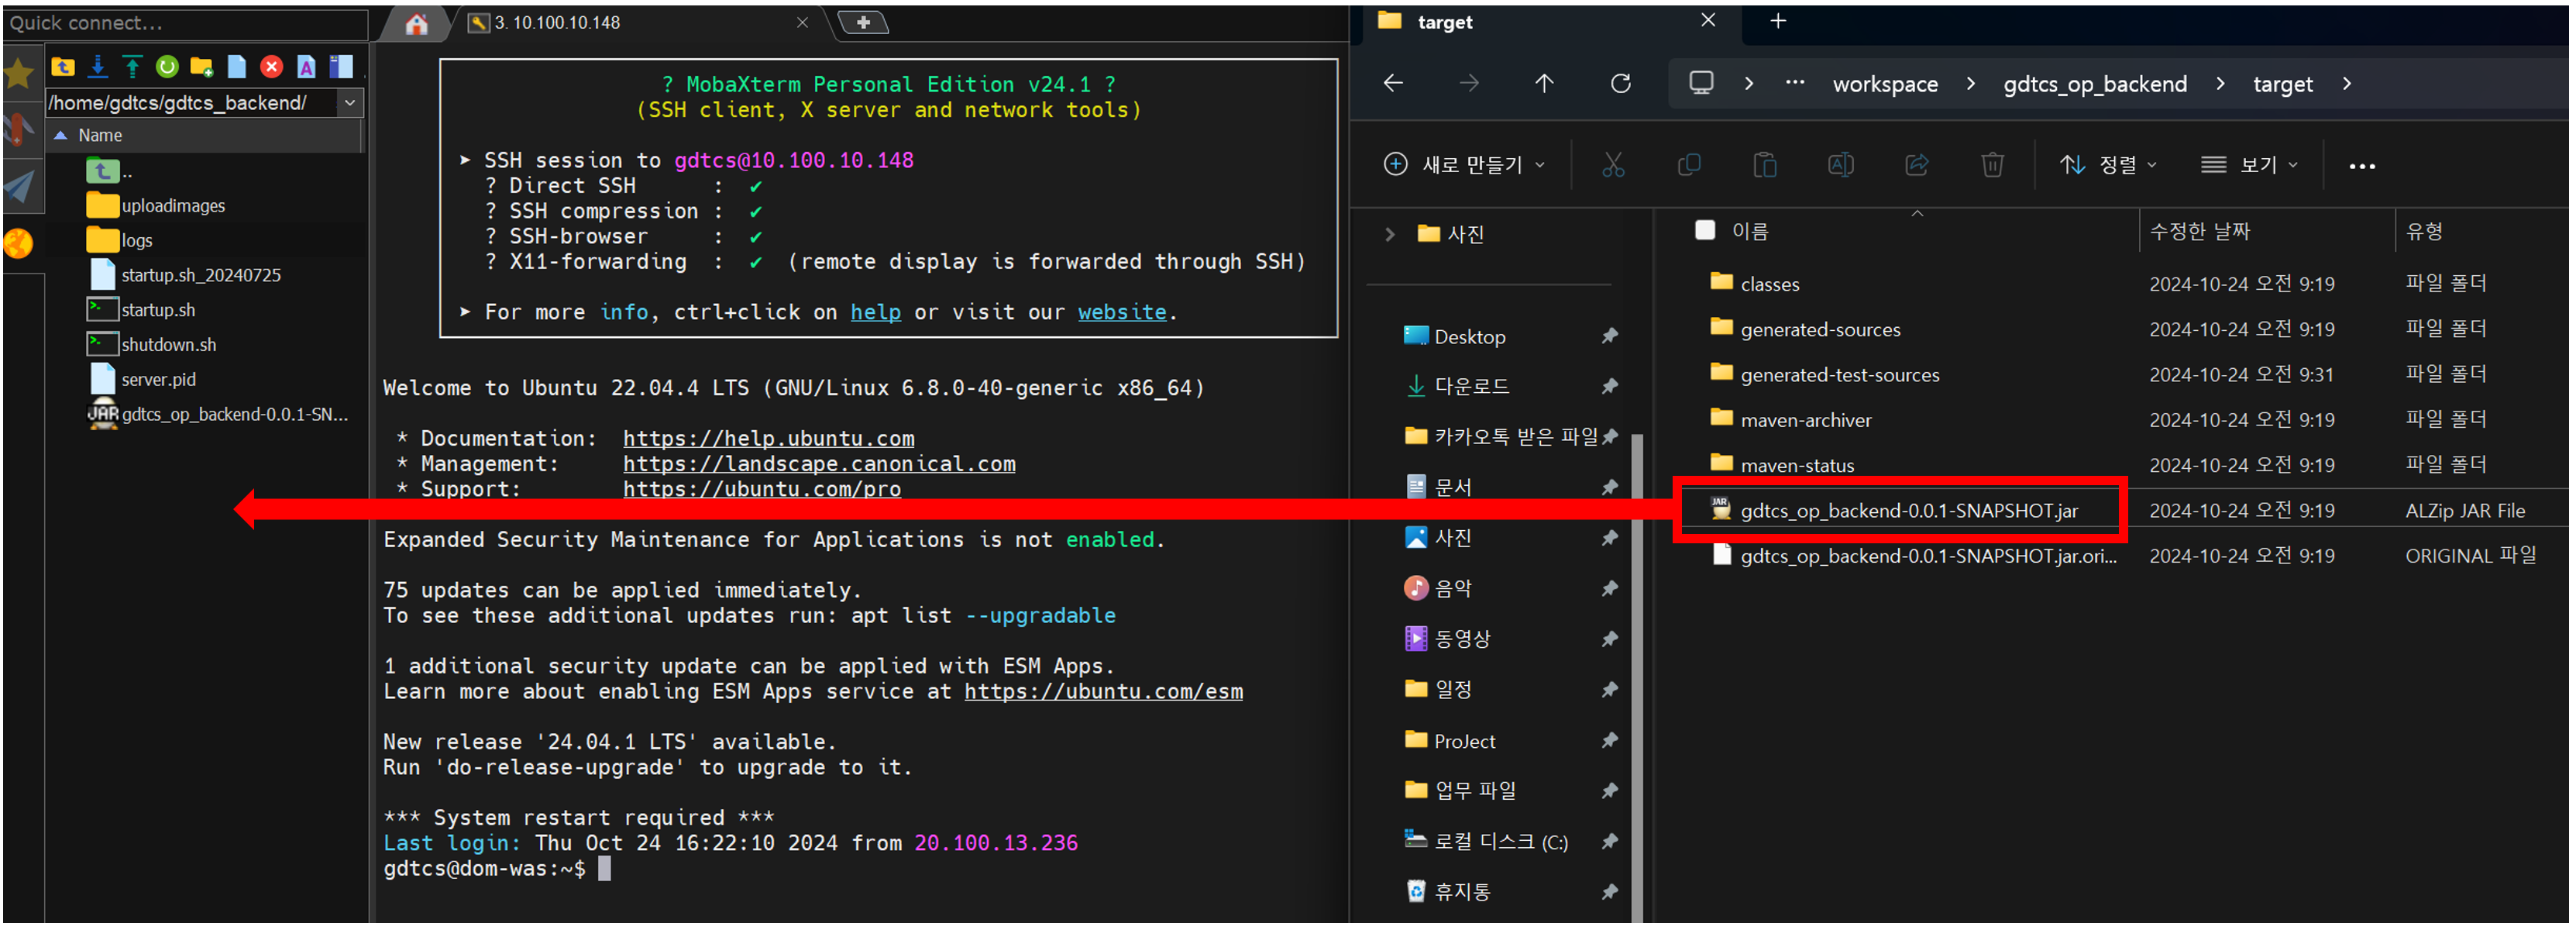 Quick connect...
/home/gdtcs/gdtcs_backend/
Name
..
uploadimages
logs
startup.sh_20240725
startup.sh
shutdown.sh
server.pid
JAR gdtcs_op_backend-0.0.1-SN...
3. 10.100.10.148
? MobaXterm Personal Edition v24.1 ?
(SSH client, X server and network tools)
➤ SSH session to gdtcs@10.100.10.148
? Direct SSH : ✔
? SSH compression : ✔
? SSH-browser : ✔
? X11-forwarding : ✔ (remote display is forwarded through SSH)
➤ For more info, ctrl+click on help or visit our website.
Welcome to Ubuntu 22.04.4 LTS (GNU/Linux 6.8.0-40-generic x86_64)
* Documentation: https://help.ubuntu.com
* Management: https://landscape.canonical.com
* Support: https://ubuntu.com/pro
Expanded Security Maintenance for Applications is not enabled.
75 updates can be applied immediately.
To see these additional updates run: apt list --upgradable
1 additional security update can be applied with ESM Apps.
Learn more about enabling ESM Apps service at https://ubuntu.com/esm
New release '24.04.1 LTS' available.
Run 'do-release-upgrade' to upgrade to it.
*** System restart required ***
Last login: Thu Oct 24 16:22:10 2024 from 20.100.13.236
gdtcs@dom-was:~$
target
... workspace > gdtcs_op_backend > target >
새로 만들기 정렬 보기 ...
사진
Desktop
다운로드
카카오톡 받은 파일
문서
사진
음악
동영상
일정
ProJect
업무 파일
로컬 디스크 (C:)
휴지통
이름 수정한 날짜 유형
classes 2024-10-24 오전 9:19 파일 폴더
generated-sources 2024-10-24 오전 9:19 파일 폴더
generated-test-sources 2024-10-24 오전 9:31 파일 폴더
maven-archiver 2024-10-24 오전 9:19 파일 폴더
maven-status 2024-10-24 오전 9:19 파일 폴더
JAR gdtcs_op_backend-0.0.1-SNAPSHOT.jar 2024-10-24 오전 9:19 ALZip JAR File
gdtcs_op_backend-0.0.1-SNAPSHOT.jar.ori... 2024-10-24 오전 9:19 ORIGINAL 파일